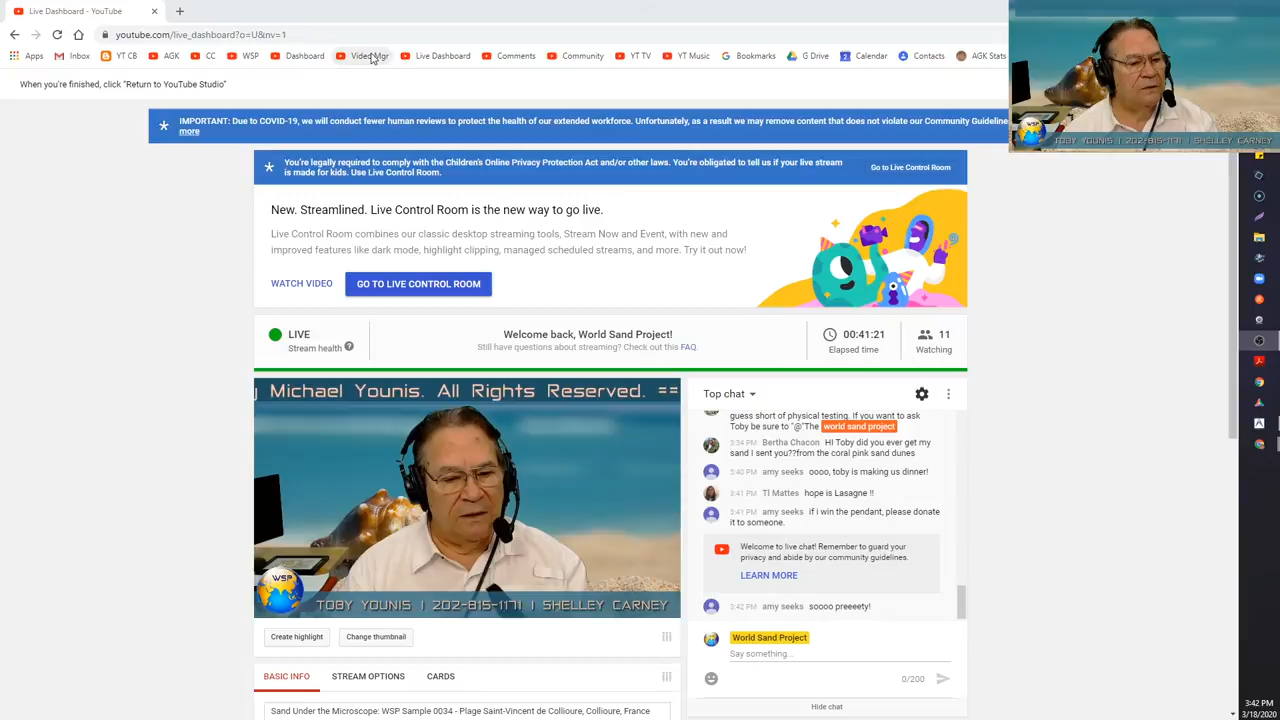 Live Dashboard - YouTube
youtube.com/live_dashboard?o=U&nv=1
Apps Inbox YT CB AGK CC WSP Dashboard Video Mgr Live Dashboard Comments Community YT TV YT Music Bookmarks G Drive Calendar Contacts AGK Stats
When you're finished, click "Return to YouTube Studio"
IMPORTANT: Due to COVID-19, we will conduct fewer human reviews to protect the health of our extended workforce. Unfortunately, as a result we may remove content that does not violate our Community Guideline
more
WSP
TOBY YOUNIS | 202-815-1171 | SHELLEY CARNEY
You're legally required to comply with the Children's Online Privacy Protection Act and/or other laws. You're obligated to tell us if your live stream
is made for kids. Use Live Control Room.
Go to Live Control Room
New. Streamlined. Live Control Room is the new way to go live.
Live Control Room combines our classic desktop streaming tools, Stream Now and Event, with new and
improved features like dark mode, highlight clipping, managed scheduled streams, and more. Try it out now!
WATCH VIDEO GO TO LIVE CONTROL ROOM
LIVE
Stream health
Welcome back, World Sand Project!
Still have questions about streaming? Check out this FAQ.
00:41:21
Elapsed time
11
Watching
y Michael Younis. All Rights Reserved. ==
WSP
TOBY YOUNIS | 202-815-1171 | SHELLEY CARNEY
Top chat
guess short of physical testing. If you want to ask
Toby be sure to "@"The world sand project
3:34 PM Bertha Chacon HI Toby did you ever get my
sand I sent you??from the coral pink sand dunes
3:40 PM amy seeks oooo, toby is making us dinner!
3:41 PM TI Mattes hope is Lasagne !!
3:41 PM amy seeks if i win the pendant, please donate
it to someone.
Welcome to live chat! Remember to guard your
privacy and abide by our community guidelines.
LEARN MORE
3:42 PM amy seeks soooo preeeety!
World Sand Project
Say something...
0/200
Hide chat
Create highlight Change thumbnail
BASIC INFO STREAM OPTIONS CARDS
Sand Under the Microscope: WSP Sample 0034 - Plage Saint-Vincent de Collioure, Collioure, France
3:42 PM
3/18/2020